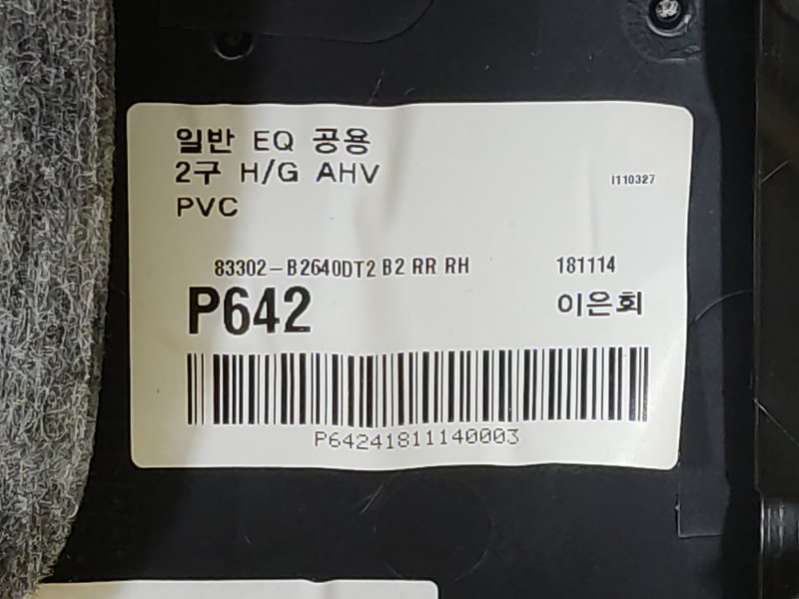 일반 EQ 공용
2구 H/G AHV
I110327
PVC
83302-B2640DT2 B2 RR RH
181114
P642
이은회
P64241811140003